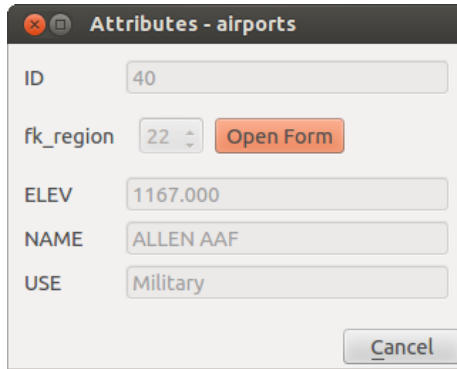 Attributes - airports
ID 40
fk_region 22 Open Form
ELEV 1167.000
NAME ALLEN AAF
USE Military
Cancel